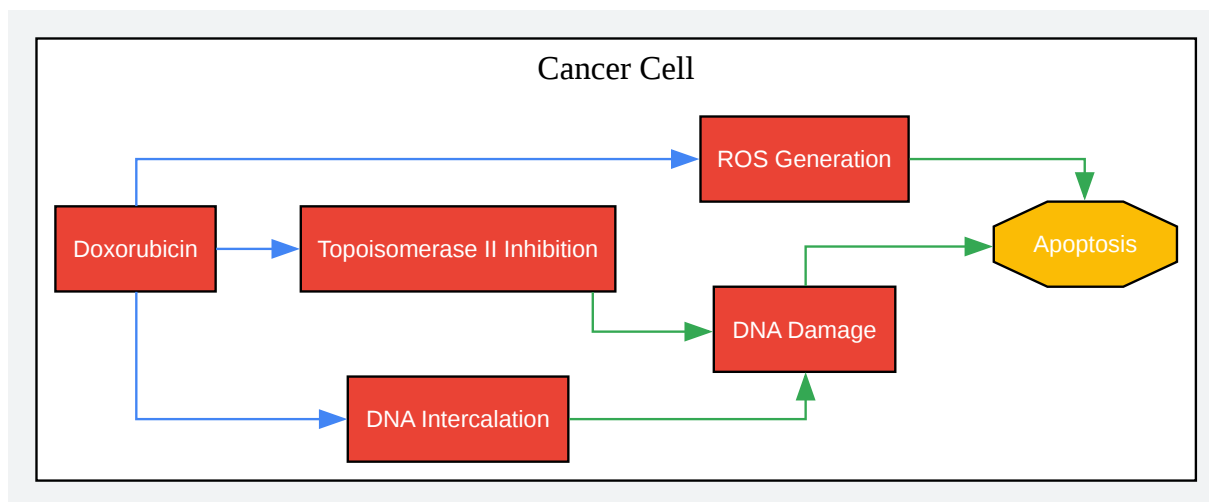 Cancer Cell
ROS Generation
Doxorubicin
Topoisomerase II Inhibition
Apoptosis
DNA Damage
DNA Intercalation